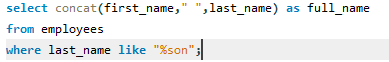 select concat(first_name," ",last_name) as full_name
from employees
where last_name like "%son";